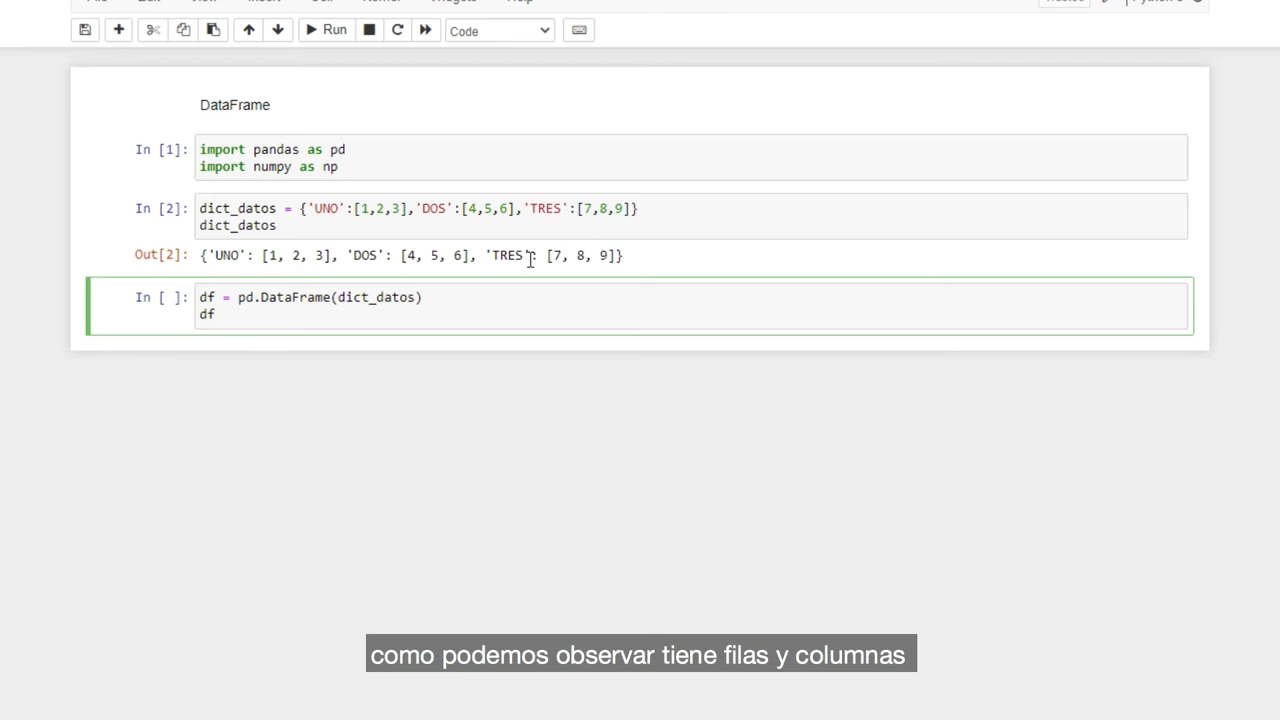 Run
Code
DataFrame
In [1]:
import pandas as pd
import numpy as np
In [2]:
dict_datos = {'UNO':[1,2,3],'DOS':[4,5,6],'TRES':[7,8,9]}
dict_datos
Out[2]:
{'UNO': [1, 2, 3], 'DOS': [4, 5, 6], 'TRES': [7, 8, 9]}
In [ ]:
df = pd.DataFrame(dict_datos)
df
como podemos observar tiene filas y columnas